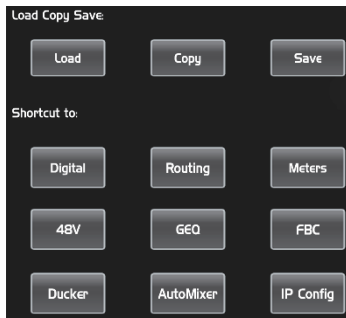 Load Copy Save:
Load Copy Save
Shortcut to:
Digital Routing Meters
48V GEQ FBC
Ducker AutoMixer IP Config